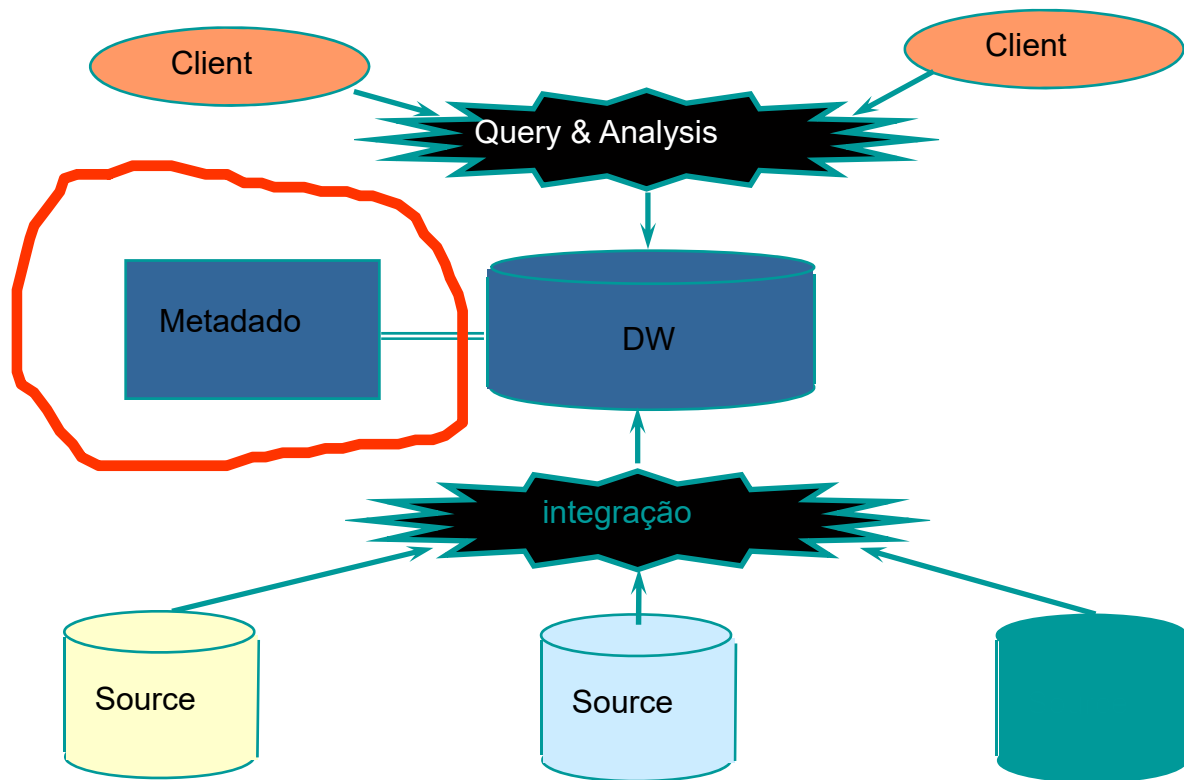 Client
Client
Query & Analysis
Metadado
DW
integração
Source
Source